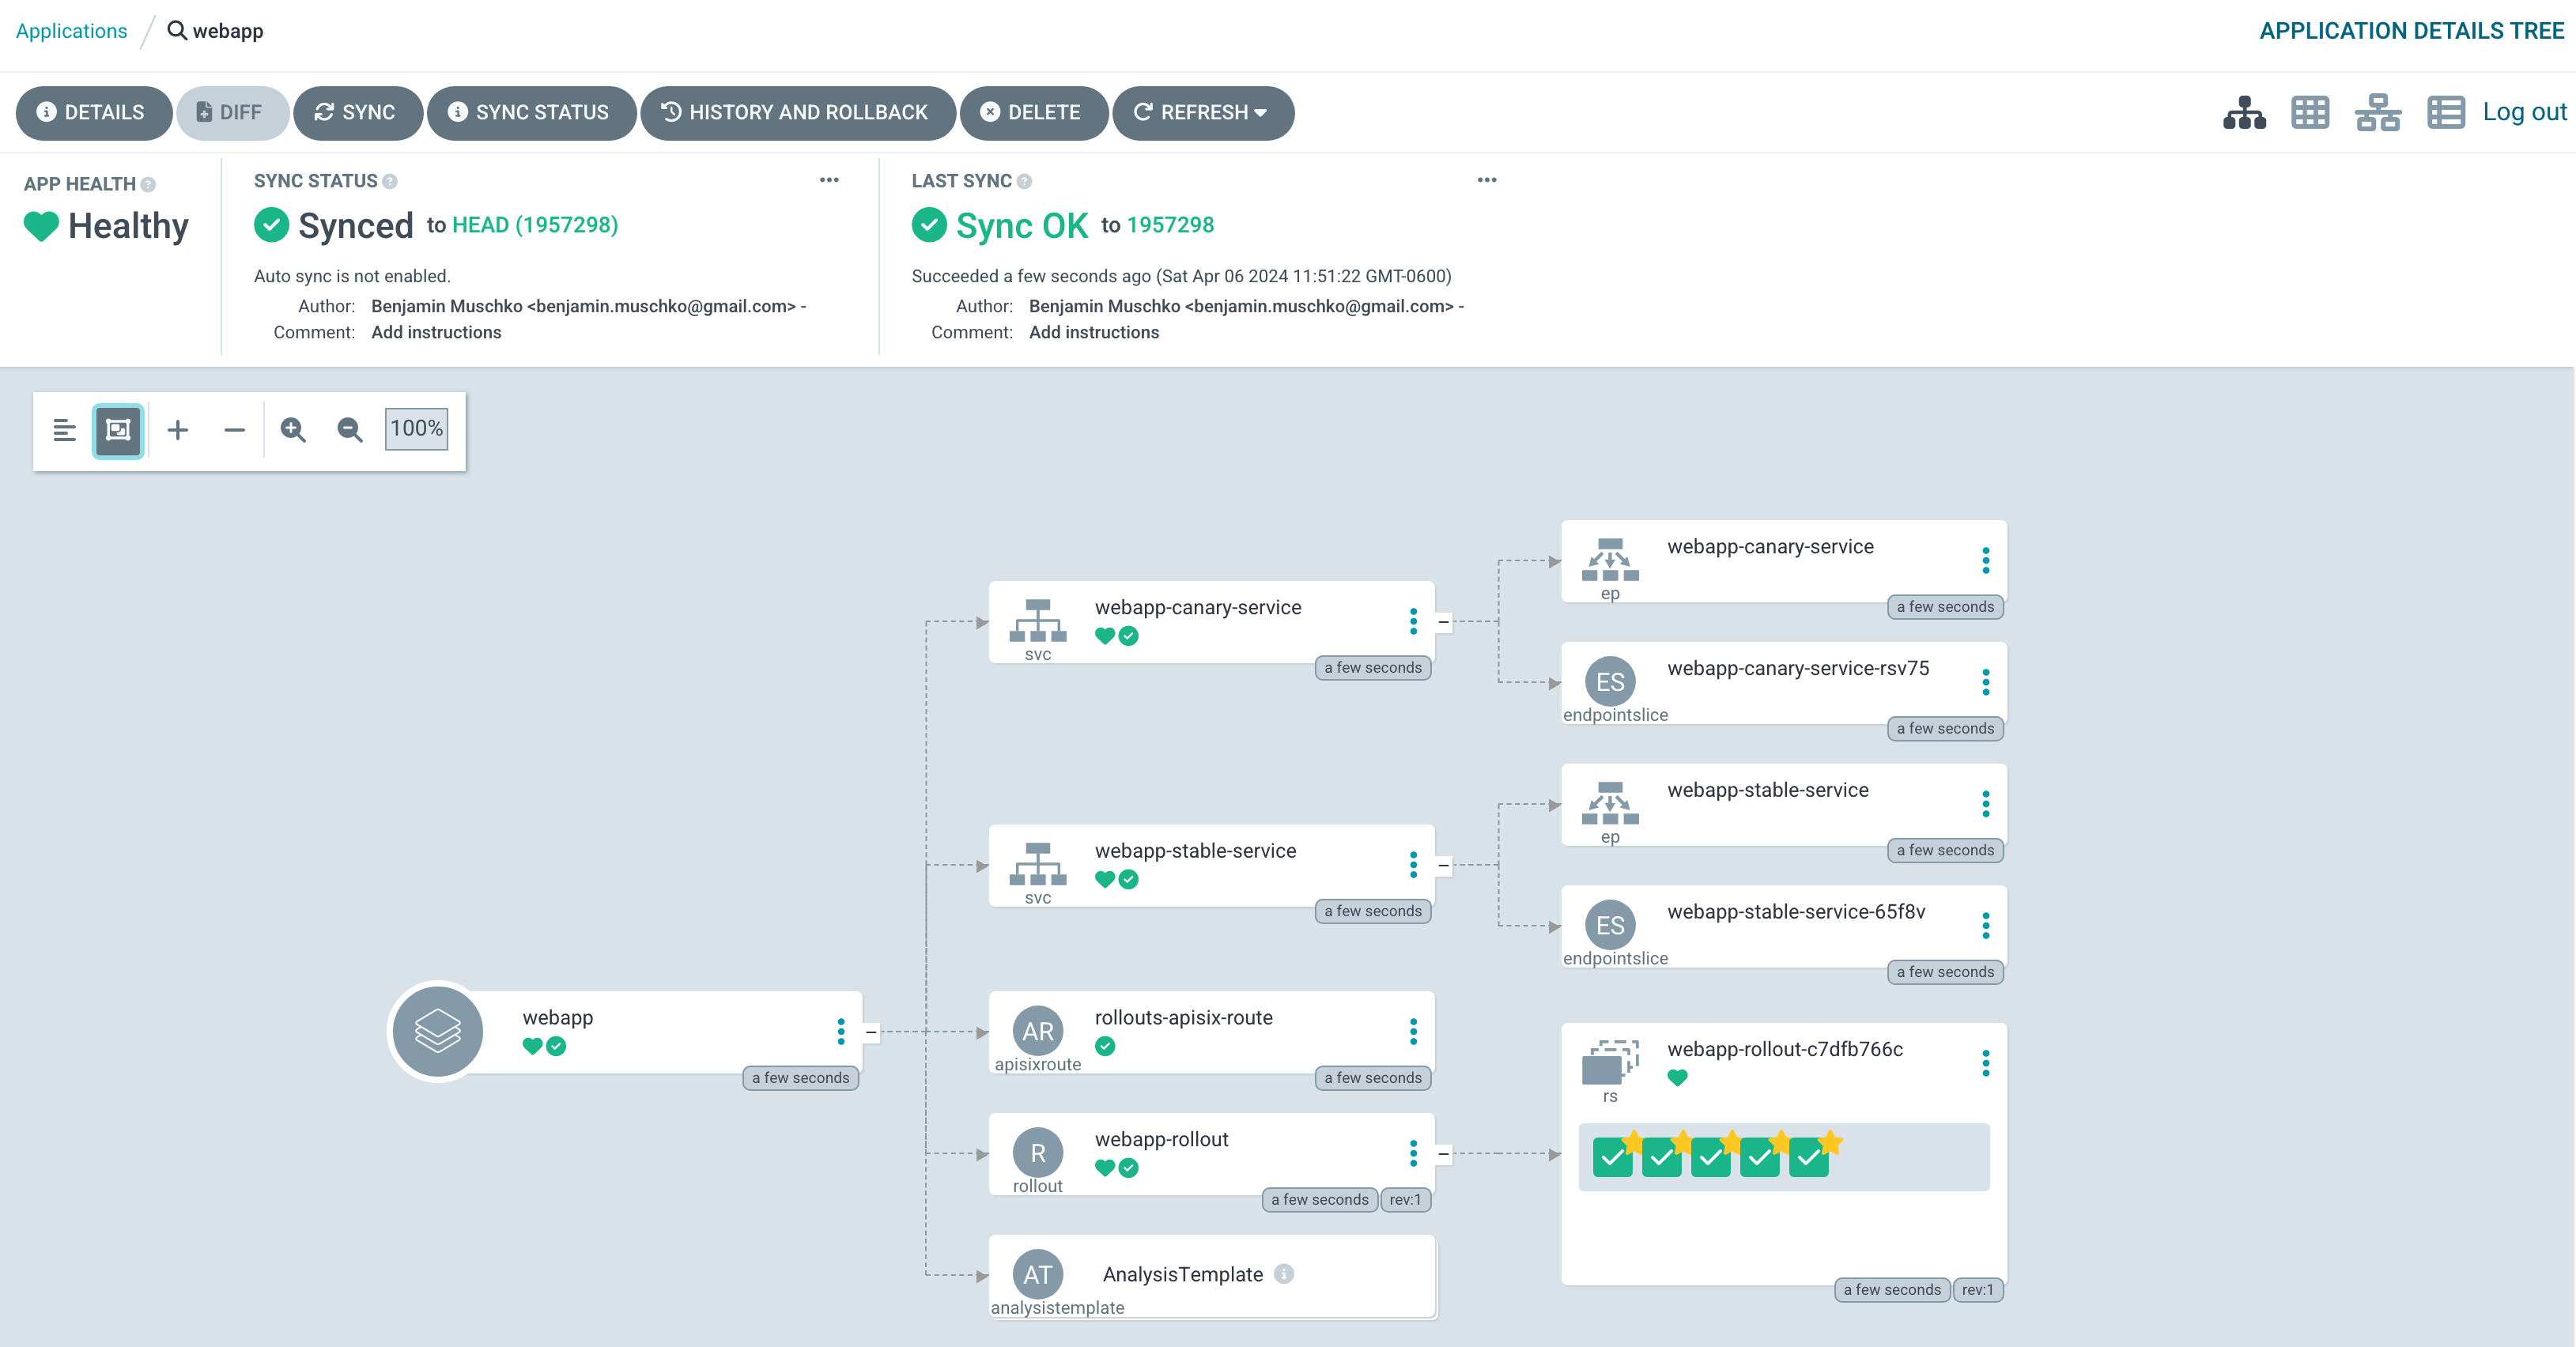 Applications / webapp
APPLICATION DETAILS TREE
DETAILS
DIFF
SYNC
SYNC STATUS
HISTORY AND ROLLBACK
DELETE
REFRESH
Log out
APP HEALTH ?
Healthy
SYNC STATUS ?
...
Synced to HEAD (1957298)
Auto sync is not enabled.
Author: Benjamin Muschko <benjamin.muschko@gmail.com> -
Comment: Add instructions
LAST SYNC ?
...
Sync OK to 1957298
Succeeded a few seconds ago (Sat Apr 06 2024 11:51:22 GMT-0600)
Author: Benjamin Muschko <benjamin.muschko@gmail.com> -
Comment: Add instructions
100%
webapp
a few seconds
webapp-canary-service
svc
a few seconds
webapp-stable-service
svc
a few seconds
AR
rollouts-apisix-route
apisixroute
a few seconds
R
webapp-rollout
rollout
a few seconds
rev:1
AT
AnalysisTemplate
analysistemplate
webapp-canary-service
ep
a few seconds
ES
webapp-canary-service-rsv75
endpointslice
a few seconds
webapp-stable-service
ep
a few seconds
ES
webapp-stable-service-65f8v
endpointslice
a few seconds
webapp-rollout-c7dfb766c
rs
a few seconds
rev:1